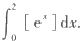 ∫₀² [ eˣ ] dx.